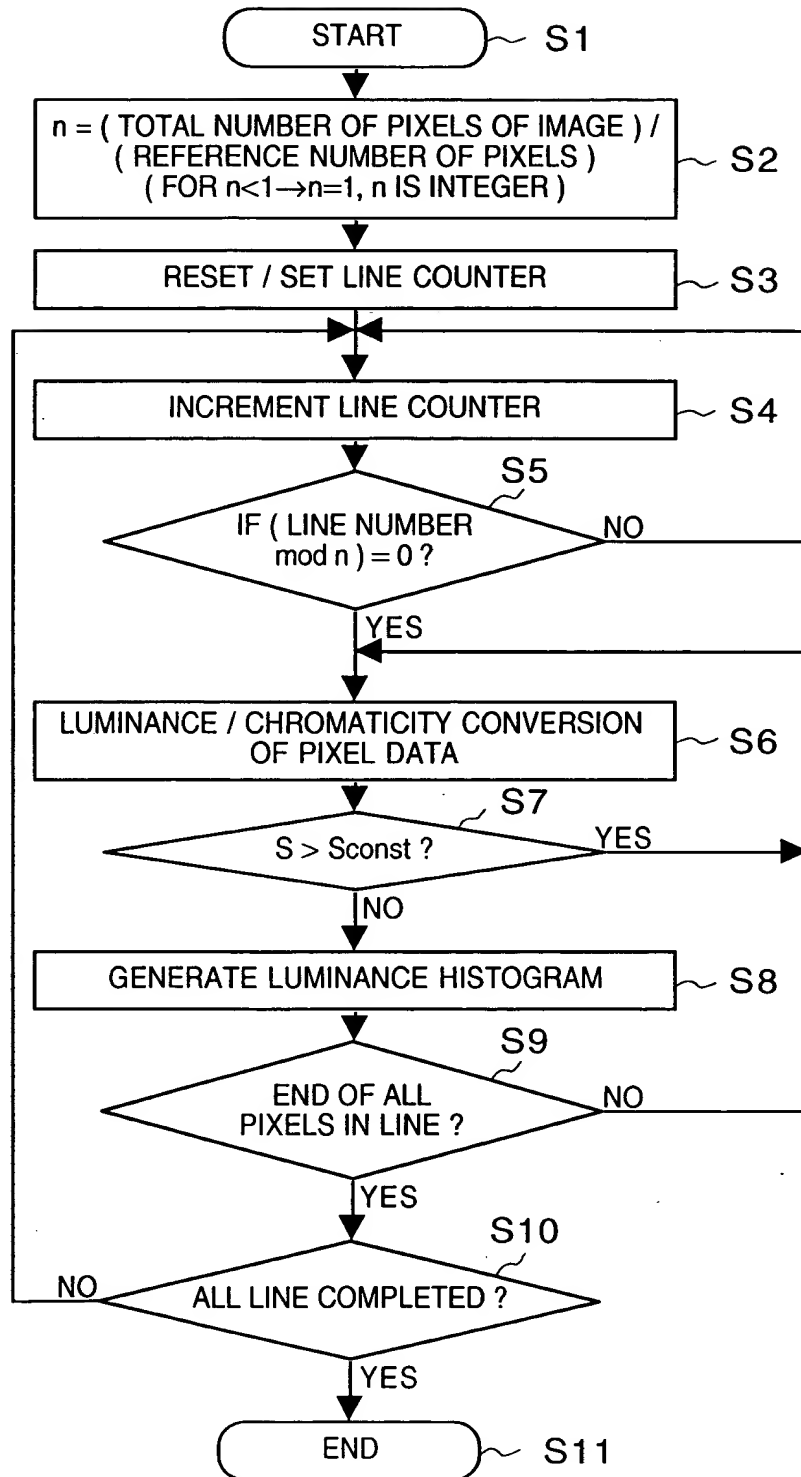 START
S1
n = ( TOTAL NUMBER OF PIXELS OF IMAGE ) /
( REFERENCE NUMBER OF PIXELS )
( FOR n<1→n=1, n IS INTEGER )
S2
RESET / SET LINE COUNTER
S3
INCREMENT LINE COUNTER
S4
S5
IF ( LINE NUMBER
mod n ) = 0 ?
NO
YES
LUMINANCE / CHROMATICITY CONVERSION
OF PIXEL DATA
S6
S7
S > Sconst ?
YES
NO
GENERATE LUMINANCE HISTOGRAM
S8
S9
END OF ALL
PIXELS IN LINE ?
NO
YES
S10
NO
ALL LINE COMPLETED ?
YES
END
S11